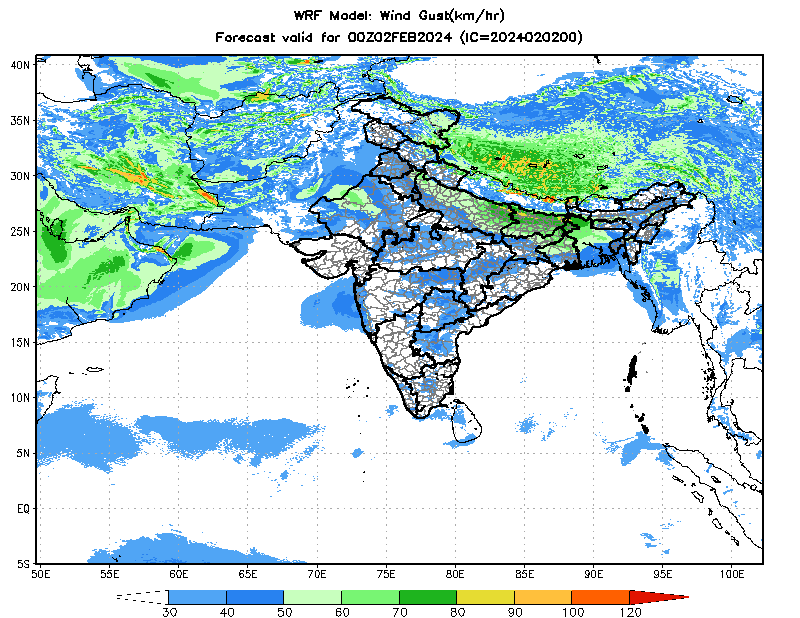 WRF Model: Wind Gust(km/hr)
Forecast valid for 00Z02FEB2024 (IC=2024020200)
40N
35N
30N
25N
20N
15N
10N
5N
EQ
5S
50E 55E 60E 65E 70E 75E 80E 85E 90E 95E 100E
30 40 50 60 70 80 90 100 120